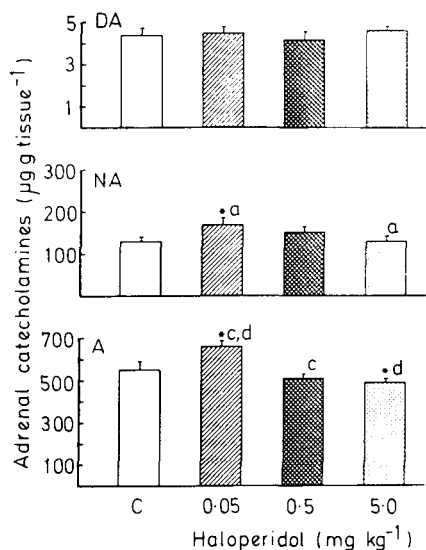 Adrenal catecholamines (µg g tissue⁻¹)
DA
5
3
1
NA
300
200
100
* a
a
A
700
500
300
100
* c,d
c
* d
C 0·05 0·5 5·0
Haloperidol (mg kg⁻¹)